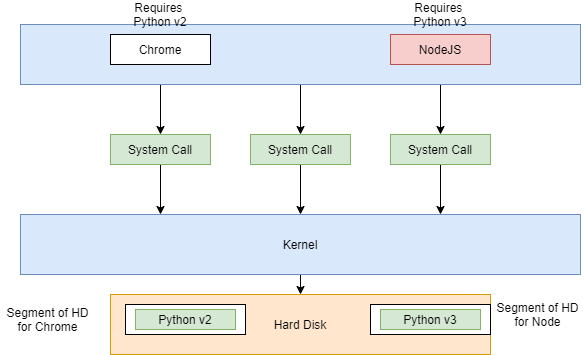 Requires
Python v2
Requires
Python v3
Chrome
NodeJS
System Call
System Call
System Call
Kernel
Segment of HD
for Chrome
Python v2
Hard Disk
Python v3
Segment of HD
for Node